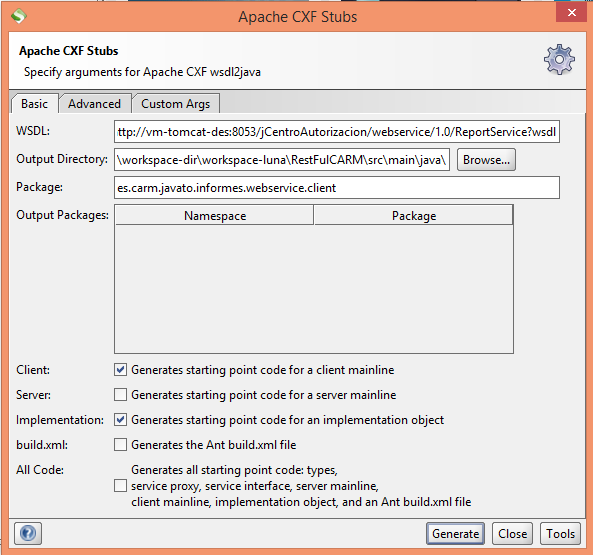 Apache CXF Stubs
Apache CXF Stubs
Specify arguments for Apache CXF wsdl2java
Basic Advanced Custom Args
WSDL: ttp://vm-tomcat-des:8053/jCentroAutorizacion/webservice/1.0/ReportService?wsdl
Output Directory: \workspace-dir\workspace-luna\RestFulCARM\src\main\java\ Browse...
Package: es.carm.javato.informes.webservice.client
Output Packages: Namespace Package
Client: Generates starting point code for a client mainline
Server: Generates starting point code for a server mainline
Implementation: Generates starting point code for an implementation object
build.xml: Generates the Ant build.xml file
All Code: Generates all starting point code: types,
service proxy, service interface, server mainline,
client mainline, implementation object, and an Ant build.xml file
Generate Close Tools